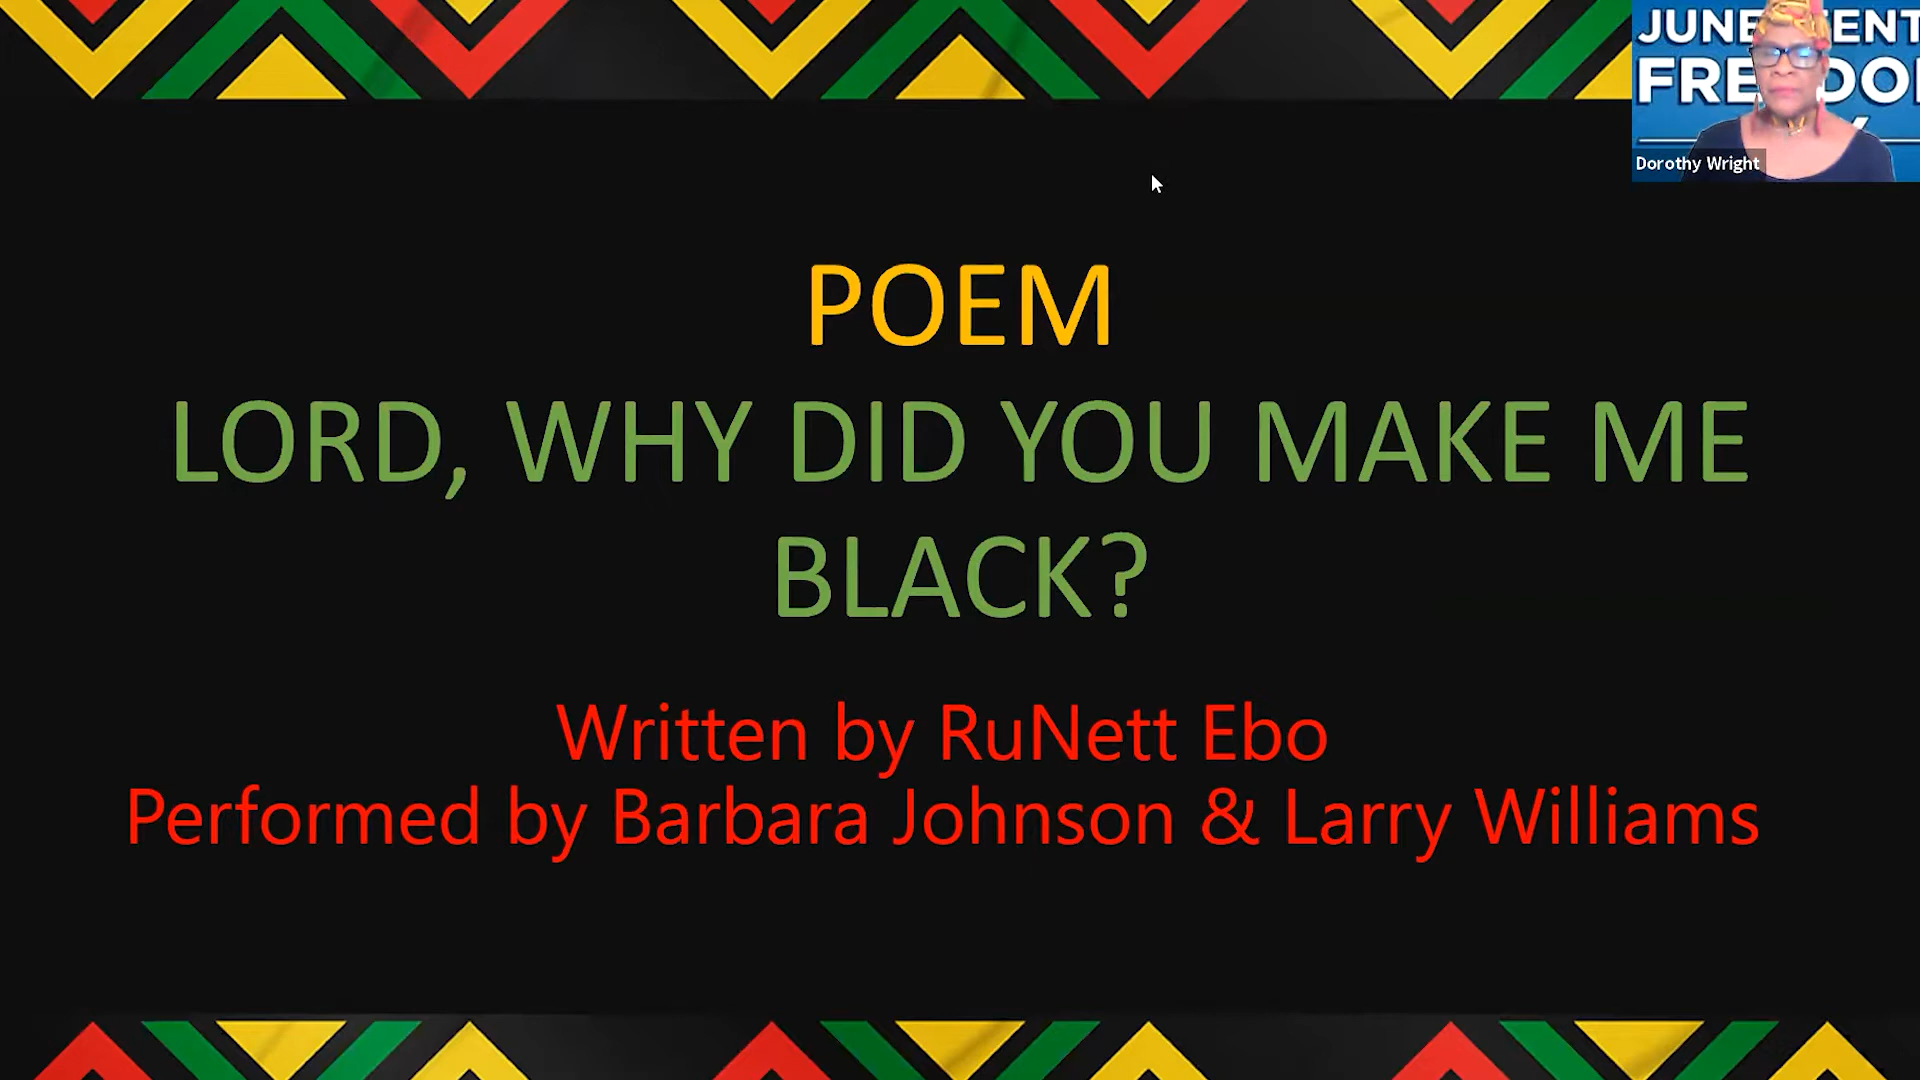 POEM
LORD, WHY DID YOU MAKE ME
BLACK?
Written by RuNett Ebo
Performed by Barbara Johnson & Larry Williams
Dorothy Wright